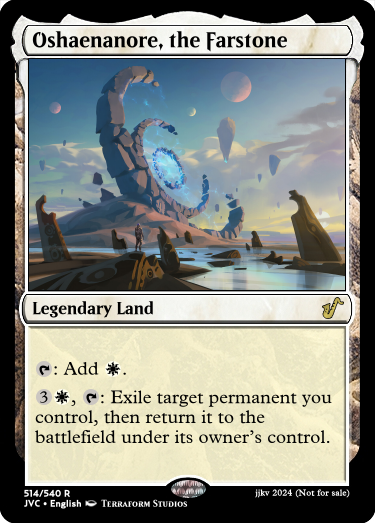 Oshaenanore, the Farstone
Legendary Land
: Add .
3 , : Exile target permanent you
control, then return it to the
battlefield under its owner's control.
514/540 R
JVC • English Terraform Studios
jjkv 2024 (Not for sale)